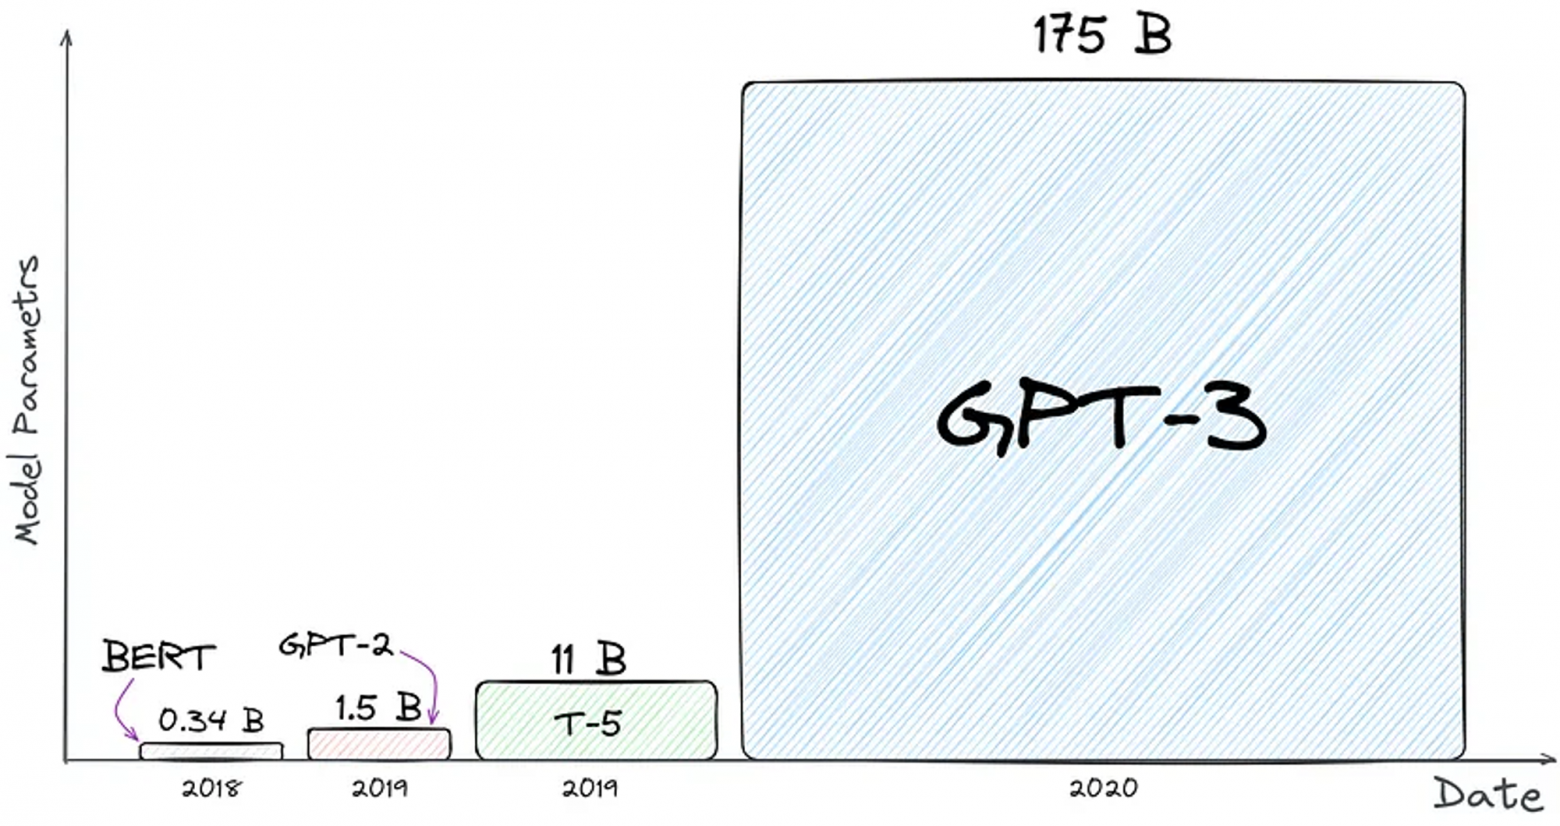 175 B
GPT-3
Model Parametrs
BERT
0.34 B
GPT-2
1.5 B
11 B
T-5
2018
2019
2019
2020
Date